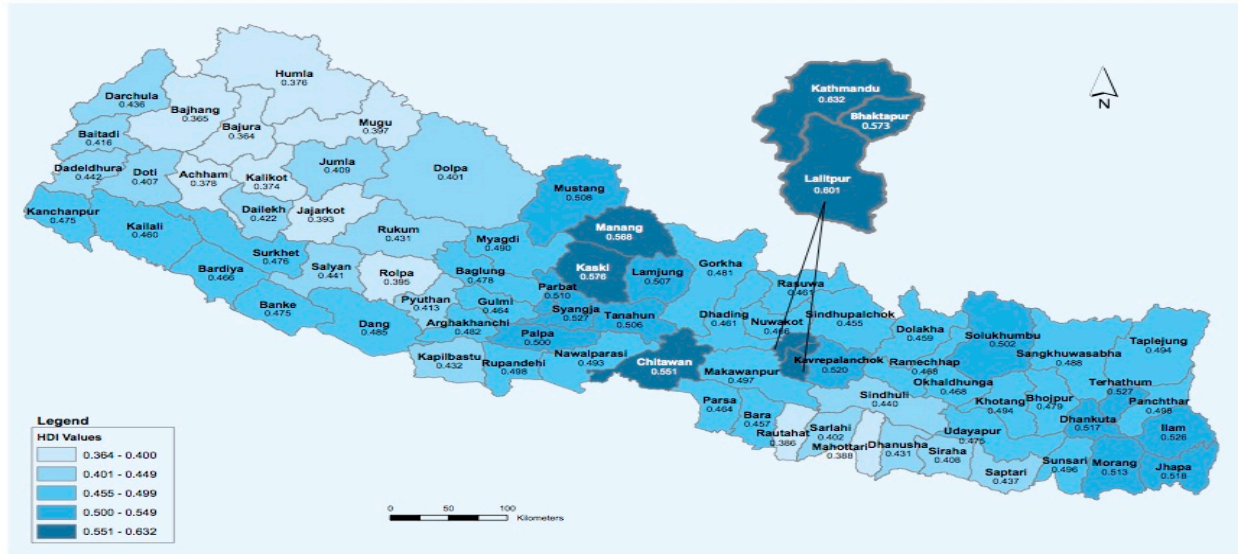 Humla
0.376
Darchula
0.436
Bajhang
0.365
Bajura
0.364
Mugu
0.397
Baitadi
0.416
Dadeldhura
0.442
Doti
0.407
Achham
0.378
Kalikot
0.374
Jumla
0.409
Dolpa
0.401
Kanchanpur
0.475
Kailali
0.460
Dailekh
0.422
Jajarkot
0.393
Rukum
0.431
Mustang
0.508
Manang
0.568
Kathmandu
0.632
Bhaktapur
0.573
Lalitpur
0.601
N
Surkhet
0.476
Bardiya
0.466
Salyan
0.441
Rolpa
0.395
Myagdi
0.490
Baglung
0.478
Kaski
0.576
Lamjung
0.507
Gorkha
0.481
Rasuwa
0.461
Banke
0.475
Dang
0.485
Pyuthan
0.413
Gulmi
0.464
Parbat
0.510
Syangja
0.527
Tanahun
0.506
Dhading
0.461
Nuwakot
0.466
Sindhupalchok
0.455
Arghakhanchi
0.482
Palpa
0.500
Kapilbastu
0.432
Rupandehi
0.498
Nawalparasi
0.493
Chitawan
0.551
Makawanpur
0.497
Kavrepalanchok
0.520
Dolakha
0.459
Ramechhap
0.468
Solukhumbu
0.502
Sangkhuwasabha
0.488
Taplejung
0.494
Okhaldhunga
0.468
Khotang
0.494
Bhojpur
0.479
Terhathum
0.527
Panchthar
0.498
Dhankuta
0.517
Ilam
0.526
Parsa
0.464
Bara
0.457
Rautahat
0.386
Sarlahi
0.402
Mahottari
0.388
Sindhuli
0.440
Dhanusha
0.431
Siraha
0.408
Udayapur
0.475
Saptari
0.437
Sunsari
0.496
Morang
0.513
Jhapa
0.518
Legend
HDI Values
0.364 - 0.400
0.401 - 0.449
0.455 - 0.499
0.500 - 0.549
0.551 - 0.632
0 50 100
Kilometers